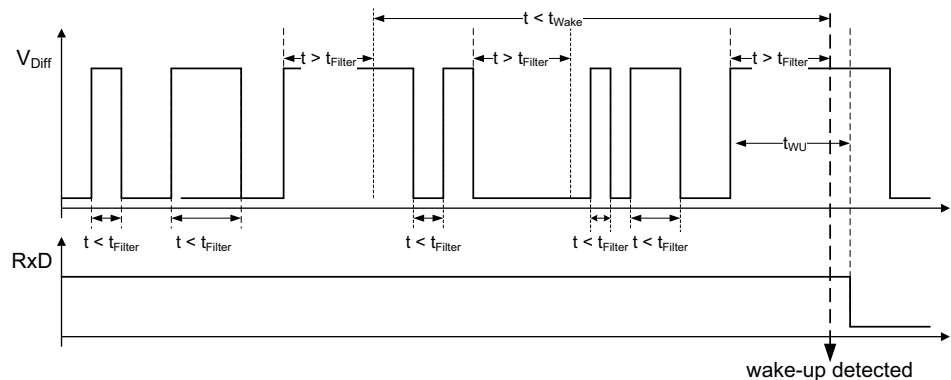 t < tWake
VDiff
t > tFilter
t > tFilter
t > tFilter
tWU
t < tFilter
t < tFilter
t < tFilter
t < tFilter
t < tFilter
RxD
wake-up detected